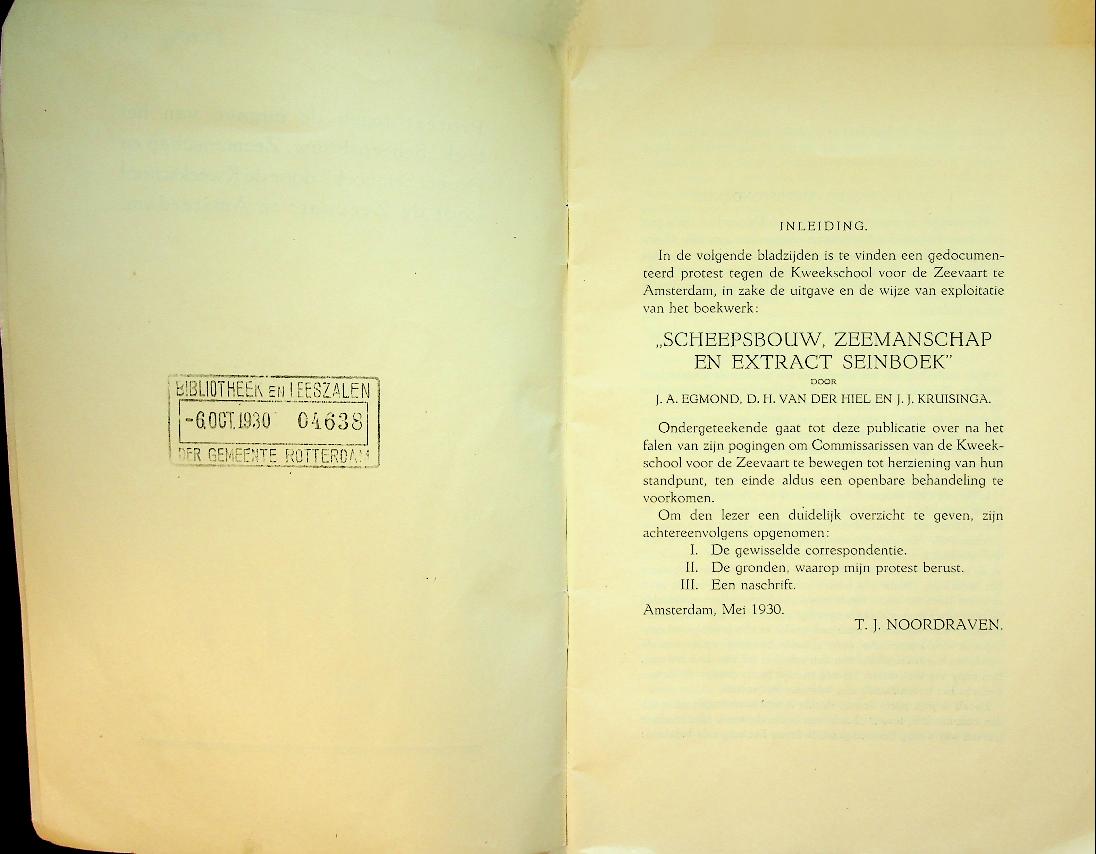 BIBLIOTHEEK EN LEESZALEN
-6.OCT.1930 04638
DER GEMEENTE ROTTERDAM
INLEIDING.
In de volgende bladzijden is te vinden een gedocumen-
teerd protest tegen de Kweekschool voor de Zeevaart te
Amsterdam, in zake de uitgave en de wijze van exploitatie
van het boekwerk:
„SCHEEPSBOUW, ZEEMANSCHAP
EN EXTRACT SEINBOEK”
DOOR
J. A. EGMOND, D. H. VAN DER HIEL EN J. J. KRUISINGA.
Ondergeteekende gaat tot deze publicatie over na het
falen van zijn pogingen om Commissarissen van de Kweek-
school voor de Zeevaart te bewegen tot herziening van hun
standpunt, ten einde aldus een openbare behandeling te
voorkomen.
Om den lezer een duidelijk overzicht te geven, zijn
achtereenvolgens opgenomen:
I. De gewisselde correspondentie.
II. De gronden, waarop mijn protest berust.
III. Een naschrift.
Amsterdam, Mei 1930.
T. J. NOORDRAVEN.